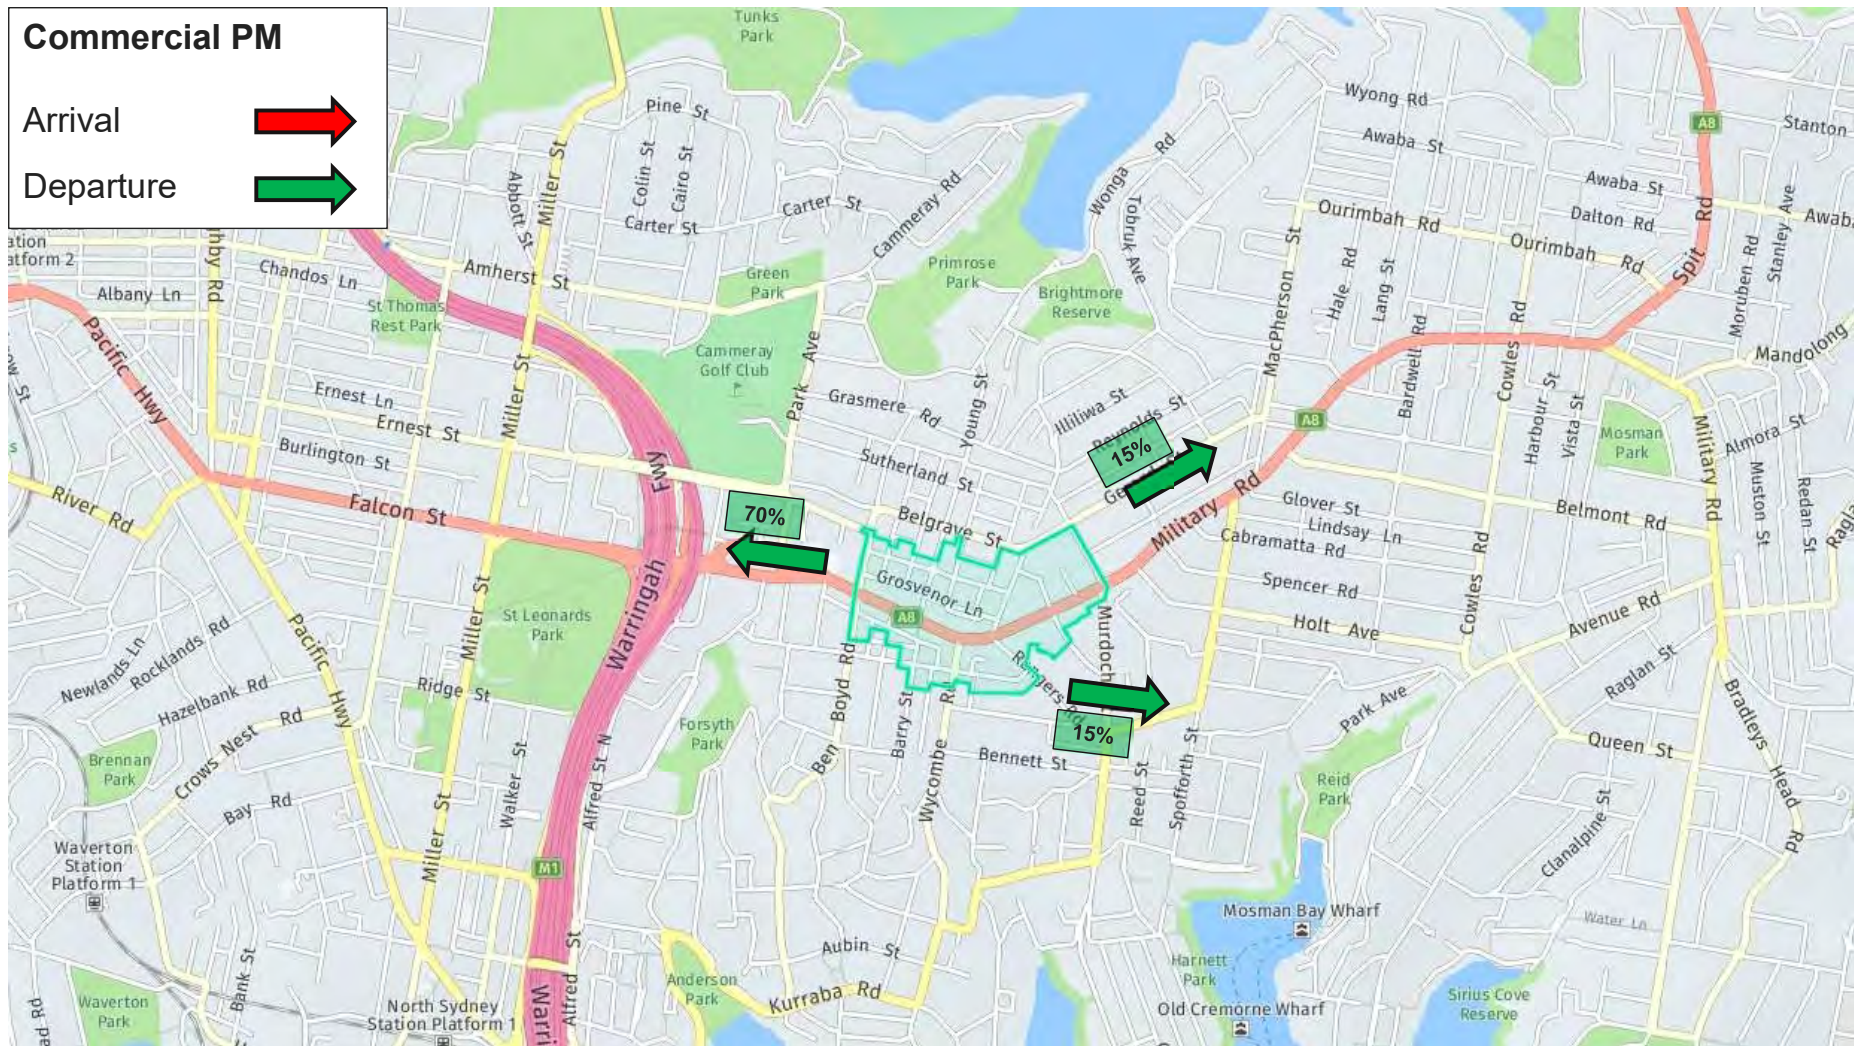 Commercial PM
Arrival
Departure
Tunks
Park
Pine St
Miller St
Abbott St
Colin St
Cairo St
Carter St
Carter St
Cammeray Rd
Wonga Rd
Tobruk Ave
Wyong Rd
Awaba St
A8
Stanton
Awaba St
Dalton Rd
Stanley Ave
Ourimbah Rd
Ourimbah Rd
Spit Rd
Moruben Rd
Mandolong
ation
atform 2
Albany Ln
Chandos Ln
Amherst St
St Thomas
Rest Park
Green
Park
Primrose
Park
Brightmore
Reserve
MacPherson St
Hale Rd
Lang St
Bardwell Rd
Cowles Rd
Harbour St
Vista St
Pacific Hwy
Ernest Ln
Ernest St
Burlington St
Miller St
Cammeray
Golf Club
Park Ave
Grasmere Rd
Young St
Sutherland St
Illiliwa St
Reynolds St
15%
A8
Mosman
Park
Military Rd
Almora St
Muston St
Redan St
River Rd
Falcon St
Fwy
70%
Belgrave St
Military Rd
Glover St
Lindsay Ln
Cabramatta Rd
Belmont Rd
Spencer Rd
Holt Ave
Cowles Rd
Avenue Rd
Raglan St
Grosvenor Ln
A8
Murdoch
Rd
15%
St Leonards
Park
Warringah
Miller St
Pacific Hwy
Newlands Ln
Rocklands Rd
Hazelbank Rd
Crows Nest Rd
Ridge St
Brennan
Park
Bay Rd
Walker St
Alfred St N
Forsyth
Park
Ben Boyd Rd
Barry St
Wycombe Rd
Bennett St
Reed St
Spofforth St
Park Ave
Reid
Park
Queen St
Bradleys Head Rd
Clanalpine St
Waverton
Station
Platform 1
Miller St
M1
Mosman Bay Wharf
Water Ln
Aubin St
Alfred St
Bank St
Harnett
Park
Anderson
Park
Kurraba Rd
Old Cremorne Wharf
Sirius Cove
Reserve
Waverton
Park
North Sydney
Station Platform 1
Warri